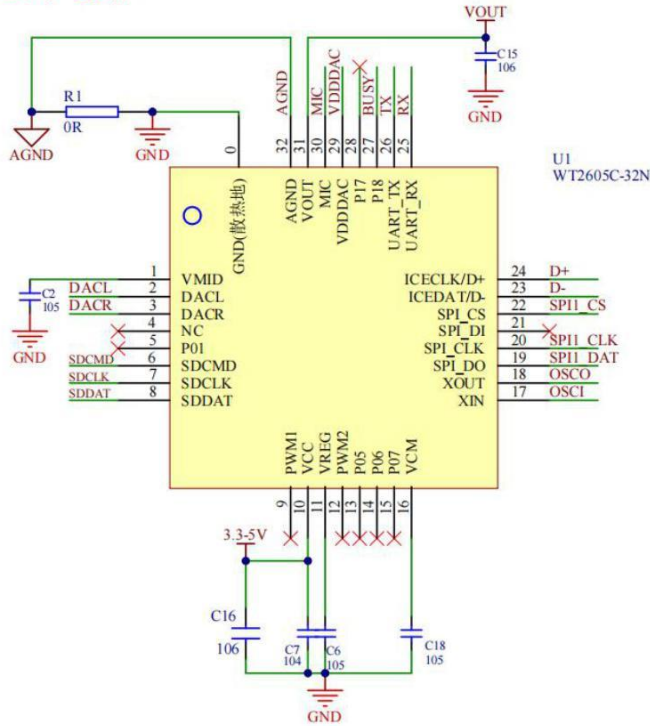 VOUT
C15
106
GND
R1
0R
AGND
GND
AGND
MIC
VDDDAC
BUSY
TX
RX
0
32
31
30
29
28
27
26
25
U1
WT2605C-32N
GND(散热地)
AGND
VOUT
MIC
VDDDAC
P17
P18
UART_TX
UART_RX
C2
105
GND
DACL
DACR
SDCMD
SDCLK
SDDAT
1 VMID
2 DACL
3 DACR
4 NC
5 P01
6 SDCMD
7 SDCLK
8 SDDAT
ICECLK/D+ 24 D+
ICEDAT/D- 23 D-
SPI_CS 22 SPI1_CS
SPI_DI 21
SPI_CLK 20 SPI1_CLK
SPI_DO 19 SPI1_DAT
XOUT 18 OSCO
XIN 17 OSCI
PWM1
VCC
VREG
PWM2
P05
P06
P07
VCM
9
10
11
12
13
14
15
16
3.3-5V
C16
106
C7
104
C6
105
C18
105
GND